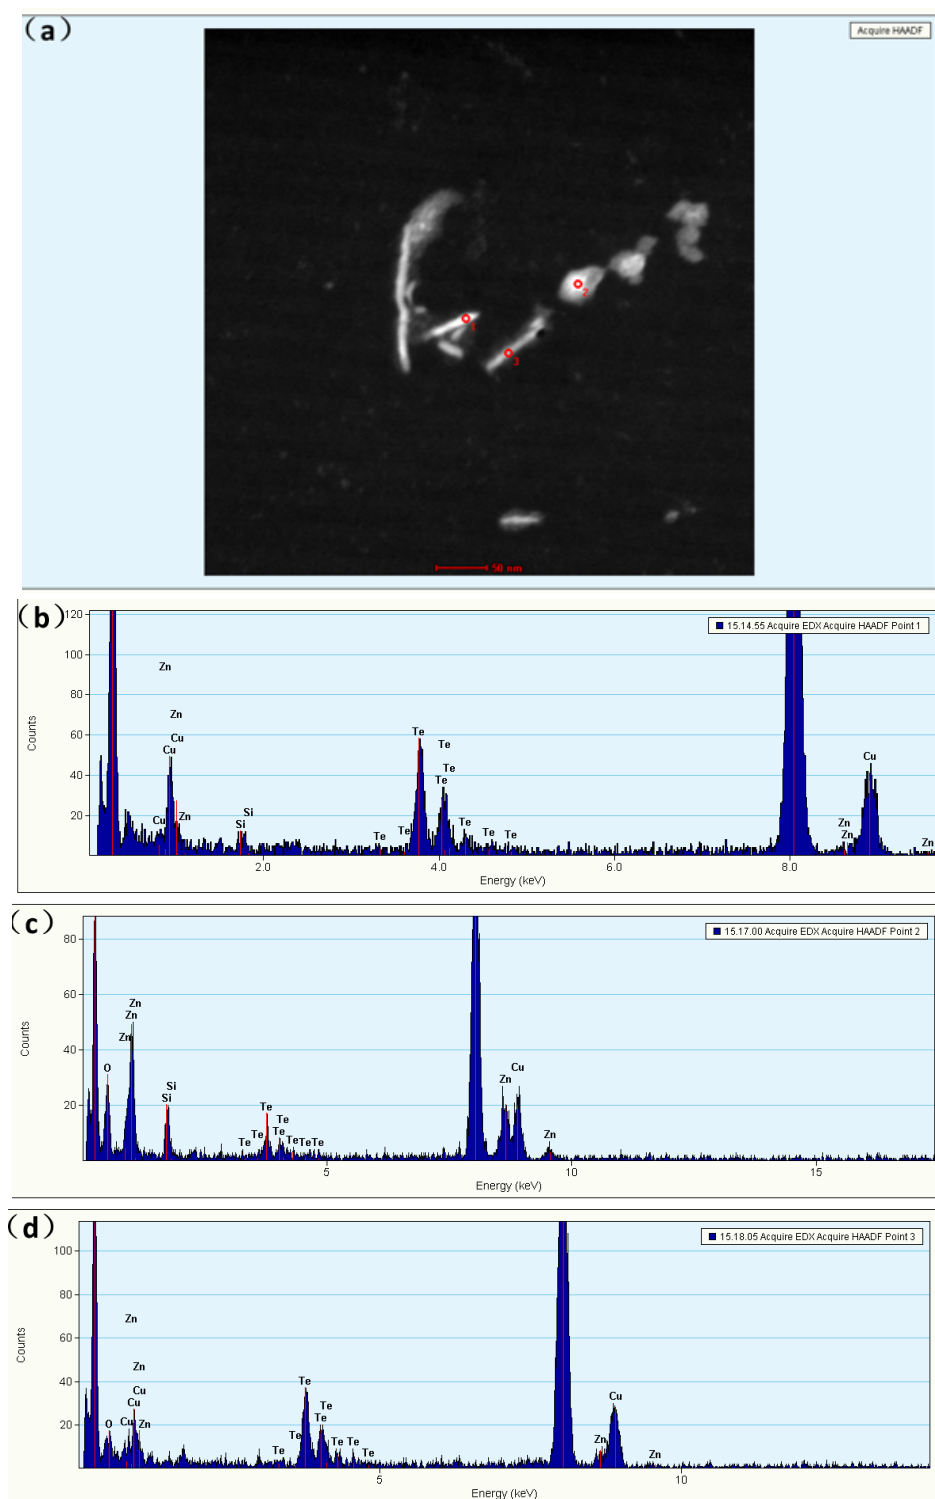 (a)
Acquire HAADF
1
2
3
50 nm
(b)
120
100
80
60
40
20
Counts
15.14.55 Acquire EDX Acquire HAADF Point 1
Zn
Zn
Cu
Cu
Cu
Zn
Si
Si
Te
Te
Te
Te
Te
Te
Te
Te
Te
Cu
Zn
Zn
Zn
2.0
4.0
6.0
8.0
Energy (keV)
(c)
80
60
40
20
Counts
15.17.00 Acquire EDX Acquire HAADF Point 2
O
Zn
Zn
Zn
Si
Si
Te
Te
Te
Te
Te
Te
Te
Zn
Cu
Zn
5
10
15
Energy (keV)
(d)
100
80
60
40
20
Counts
15.18.05 Acquire EDX Acquire HAADF Point 3
Zn
Zn
Cu
Cu
Cu
Zn
O
Te
Te
Te
Te
Te
Te
Te
Te
Cu
Zn
Zn
5
10
Energy (keV)